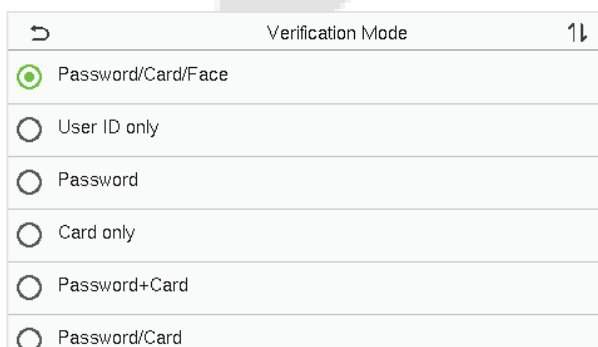 Verification Mode
Password/Card/Face
User ID only
Password
Card only
Password+Card
Password/Card